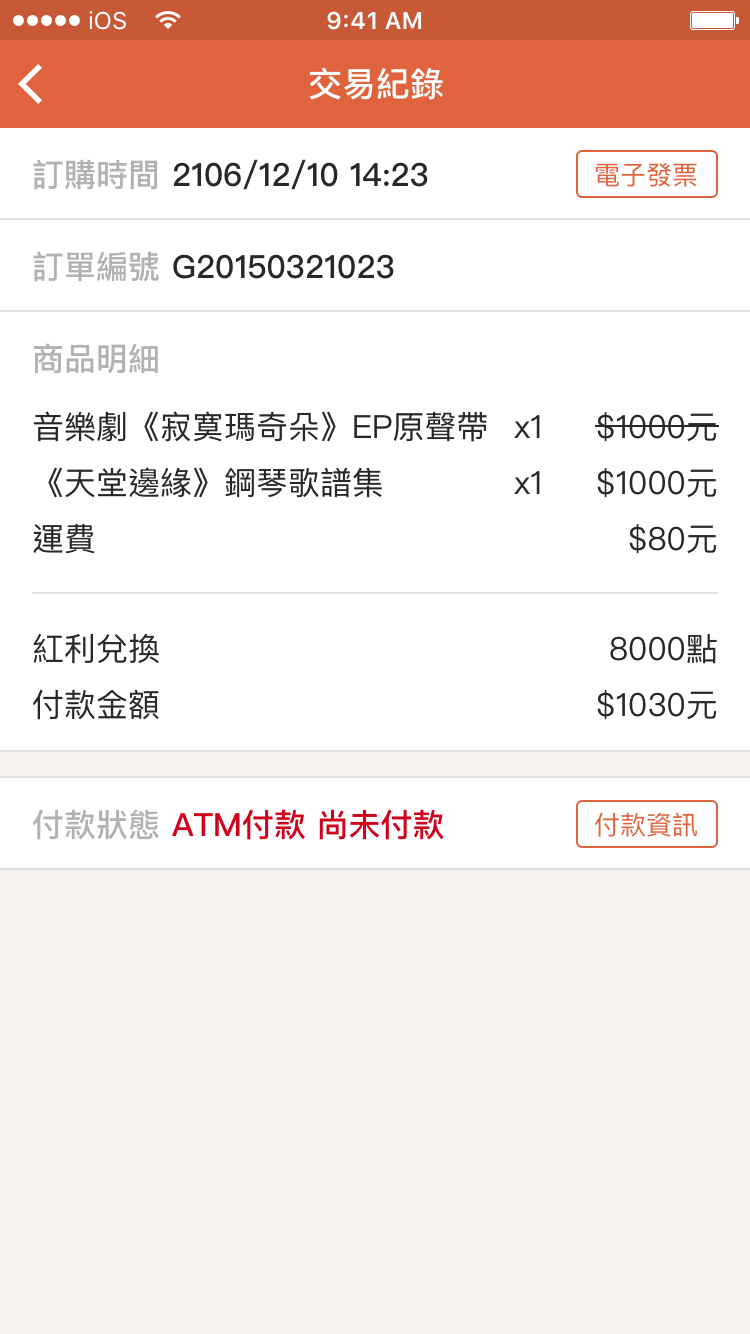 iOS 9:41 AM
交易紀錄
訂購時間 2106/12/10 14:23 電子發票
訂單編號 G20150321023
商品明細
音樂劇《寂寞瑪奇朵》EP原聲帶 x1 $1000元
《天堂邊緣》鋼琴歌譜集 x1 $1000元
運費 $80元
紅利兌換 8000點
付款金額 $1030元
付款狀態 ATM付款 尚未付款 付款資訊